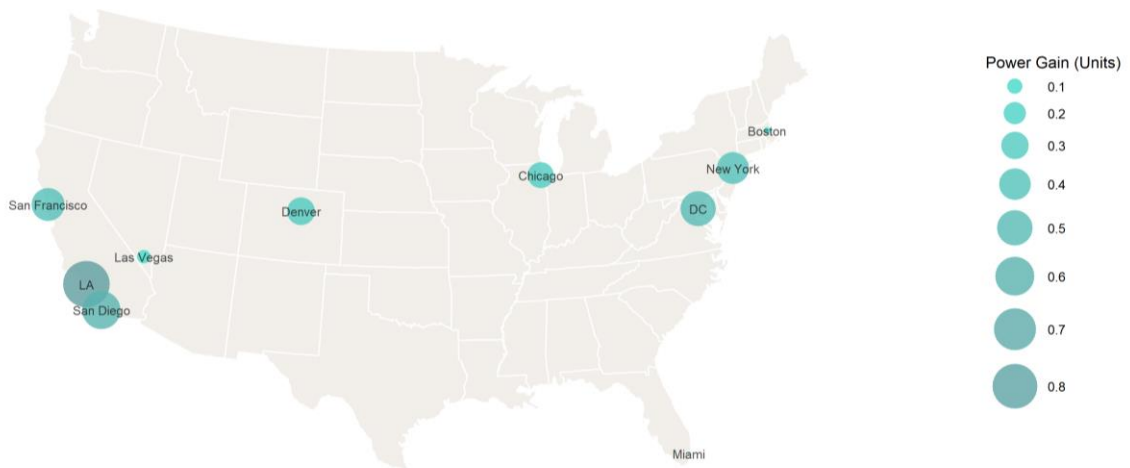 Power Gain (Units)
0.1
0.2
0.3
0.4
0.5
0.6
0.7
0.8
Boston
New York
Chicago
San Francisco
Denver
DC
Las Vegas
LA
San Diego
Miami